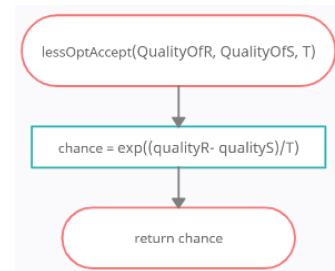 lessOptAccept(QualityOfR, QualityOfS, T)
chance = exp((qualityR- qualityS)/T)
return chance